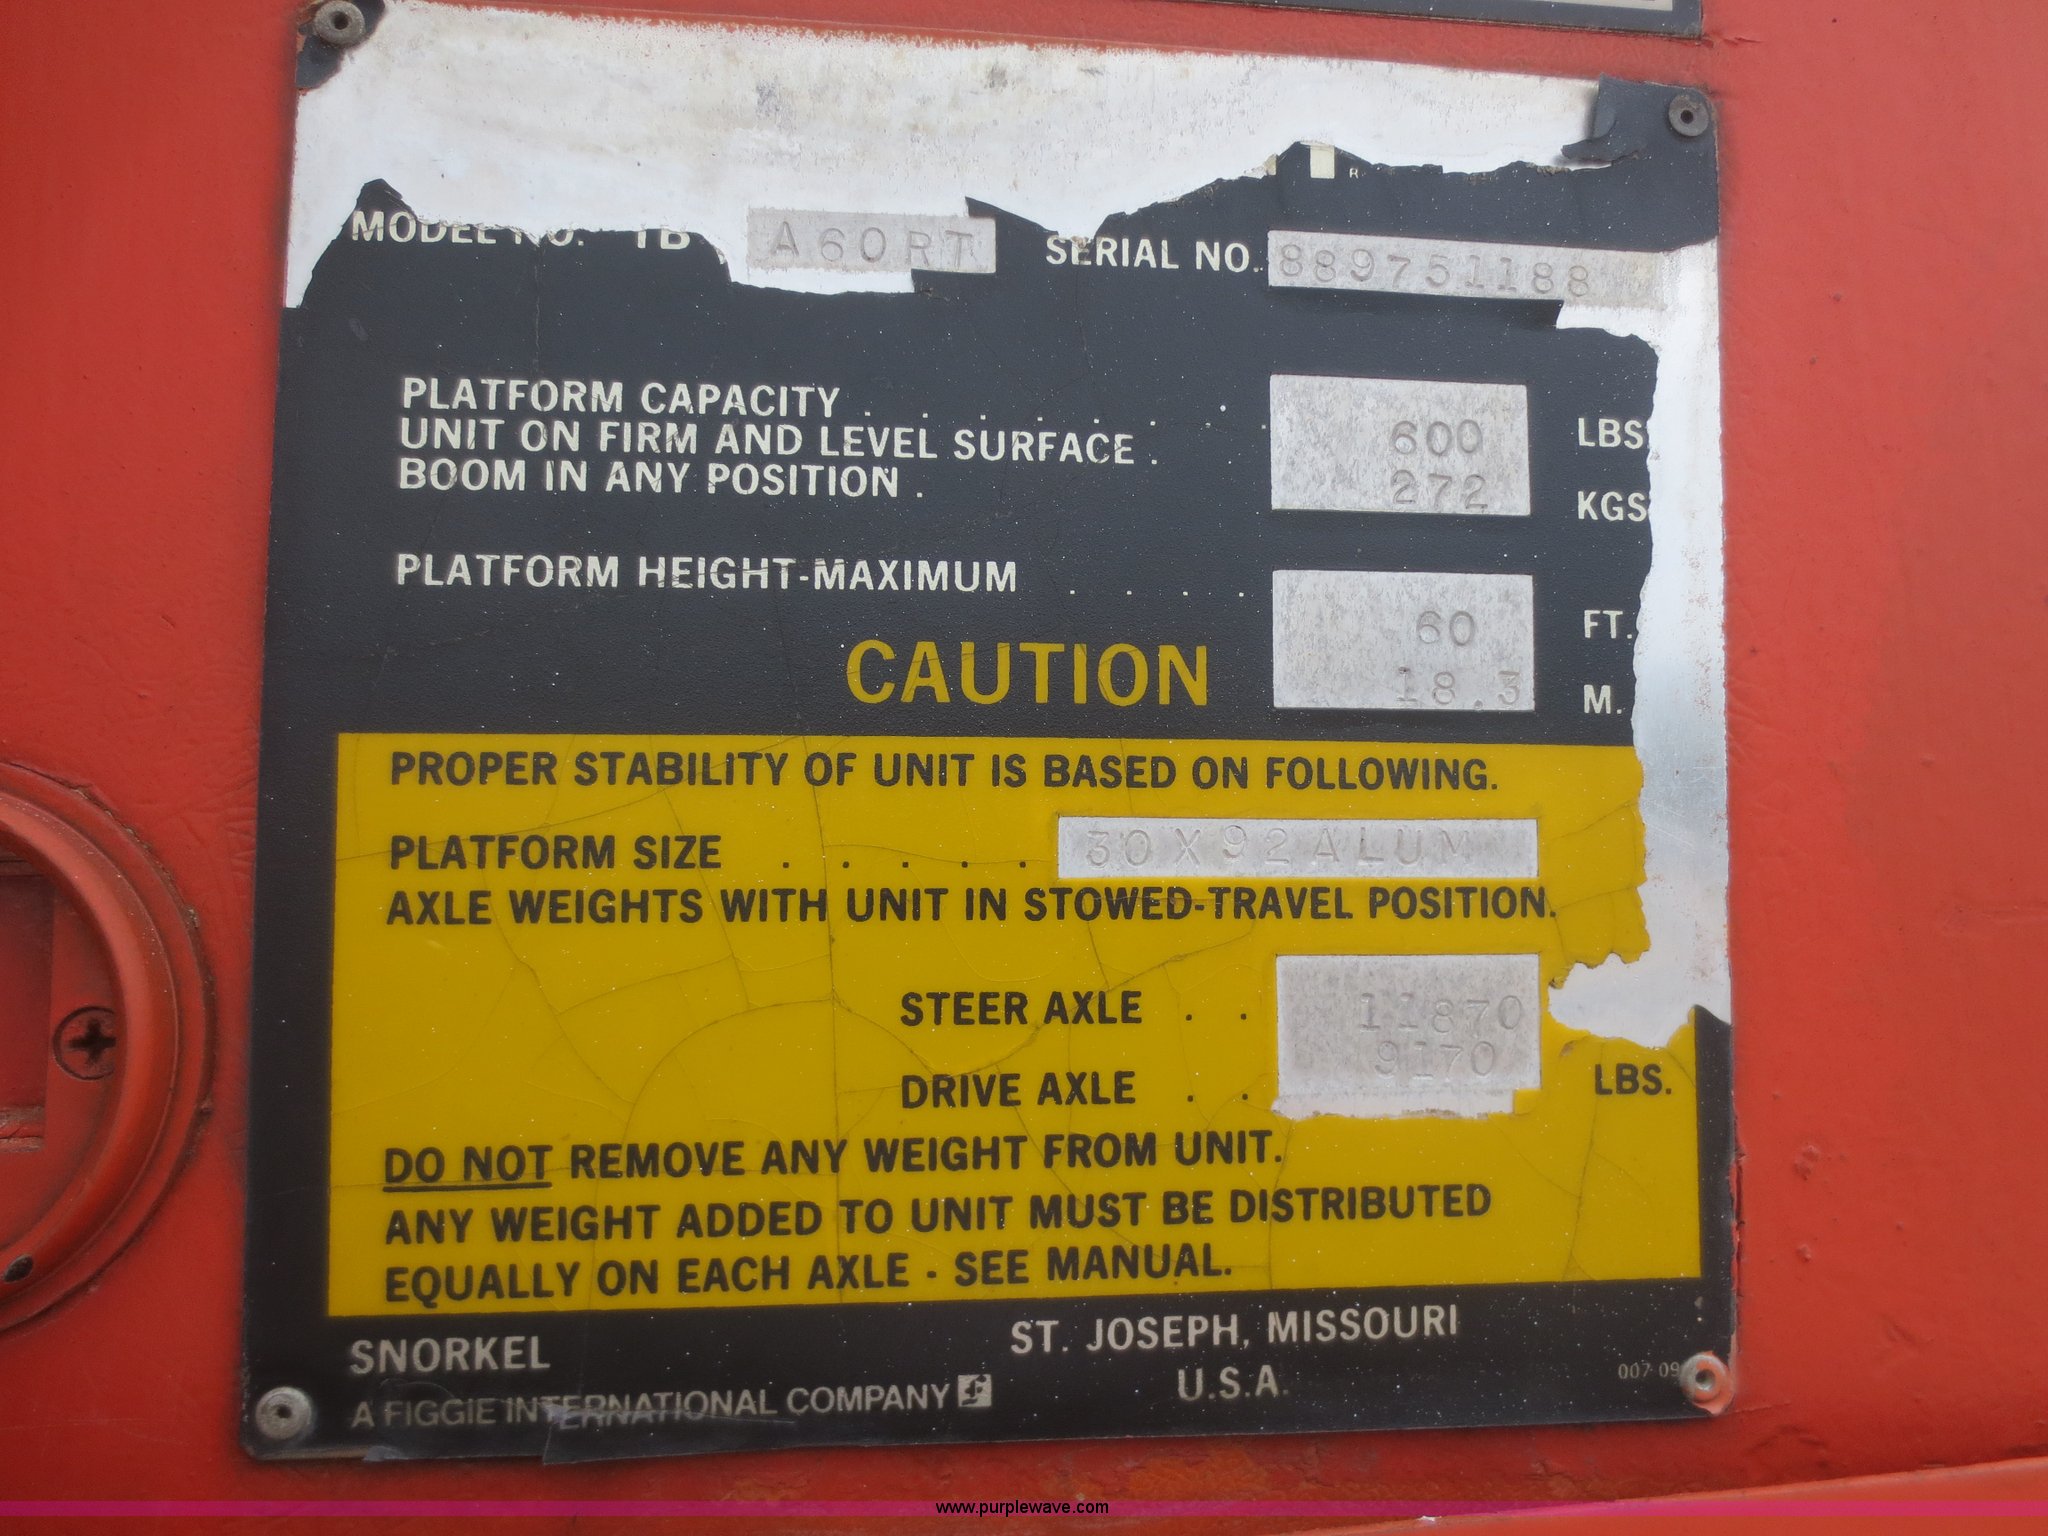 MODEL NO. TB A60RT SERIAL NO. 889751188
PLATFORM CAPACITY . . . . . . .
UNIT ON FIRM AND LEVEL SURFACE . . . 600 LBS.
BOOM IN ANY POSITION . 272 KGS
PLATFORM HEIGHT-MAXIMUM . . . . 60 FT.
18.3 M.
CAUTION
PROPER STABILITY OF UNIT IS BASED ON FOLLOWING.
PLATFORM SIZE . . . . . 30X92ALUM
AXLE WEIGHTS WITH UNIT IN STOWED-TRAVEL POSITION.
STEER AXLE . . 11870
DRIVE AXLE . . 9170 LBS.
DO NOT REMOVE ANY WEIGHT FROM UNIT.
ANY WEIGHT ADDED TO UNIT MUST BE DISTRIBUTED
EQUALLY ON EACH AXLE - SEE MANUAL.
SNORKEL ST. JOSEPH, MISSOURI
A FIGGIE INTERNATIONAL COMPANY U.S.A.
www.purplewave.com